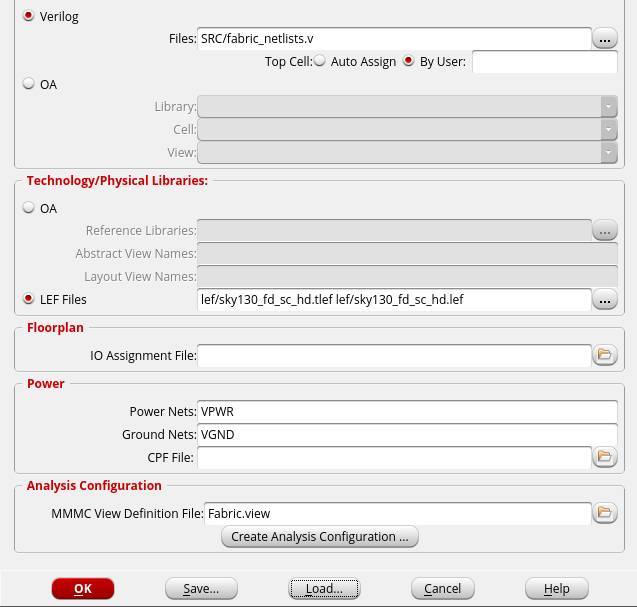 Verilog
Files: SRC/fabric_netlists.v ...
Top Cell: Auto Assign By User:
OA
Library:
Cell:
View:
Technology/Physical Libraries:
OA
Reference Libraries: ...
Abstract View Names:
Layout View Names:
LEF Files lef/sky130_fd_sc_hd.tlef lef/sky130_fd_sc_hd.lef ...
Floorplan
IO Assignment File:
Power
Power Nets: VPWR
Ground Nets: VGND
CPF File:
Analysis Configuration
MMMC View Definition File: Fabric.view
Create Analysis Configuration ...
OK Save... Load... Cancel Help